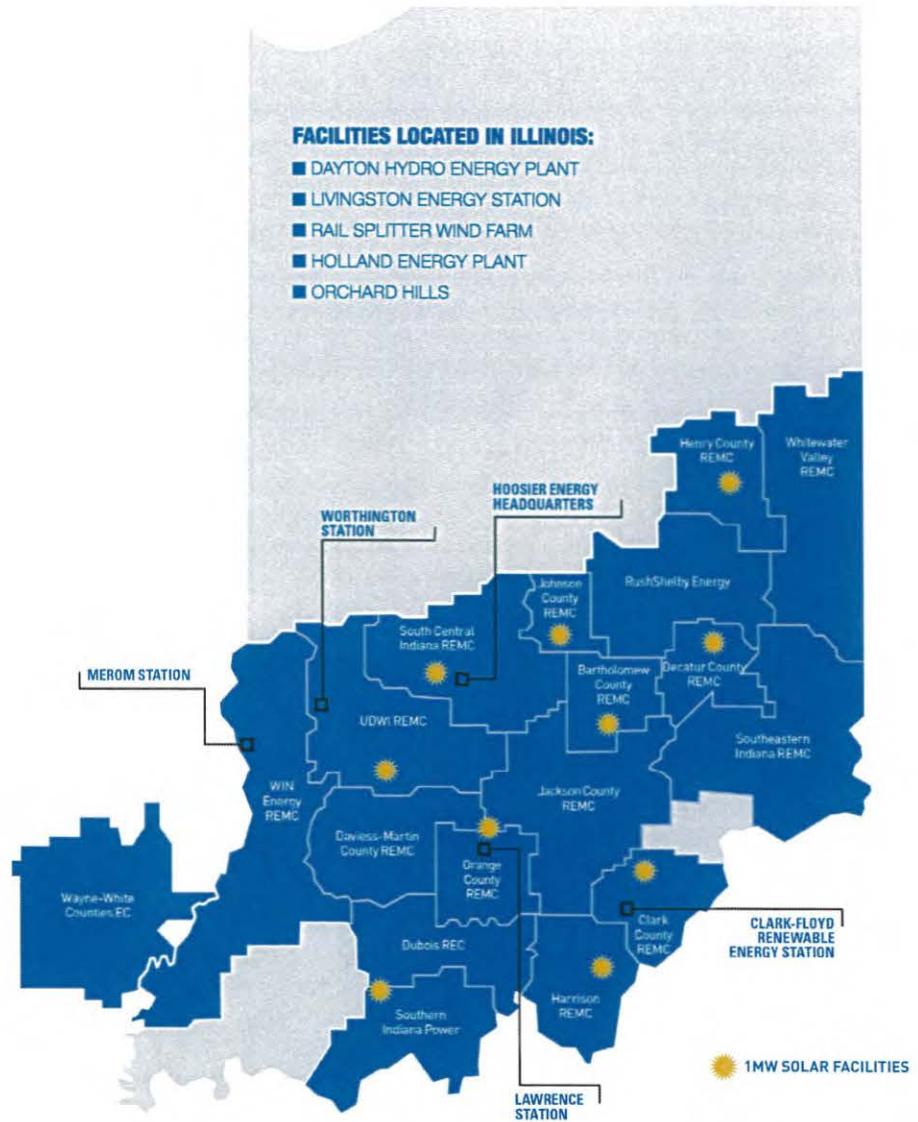 FACILITIES LOCATED IN ILLINOIS:
DAYTON HYDRO ENERGY PLANT
LIVINGSTON ENERGY STATION
RAIL SPLITTER WIND FARM
HOLLAND ENERGY PLANT
ORCHARD HILLS
Henry County
REMC
Whitewater
Valley
REMC
HOOSIER ENERGY
HEADQUARTERS
WORTHINGTON
STATION
Johnson
County
REMC
RushShelby Energy
South Central
Indiana REMC
Bartholomew
County
REMC
Decatur County
REMC
MEROM STATION
UDWI REMC
Southeastern
Indiana REMC
WIN
Energy
REMC
Jackson County
REMC
Daviess-Martin
County REMC
Orange
County
REMC
Wayne-White
Counties EC
Clark
County
REMC
CLARK-FLOYD
RENEWABLE
ENERGY STATION
Dubois REC
Harrison
REMC
Southern
Indiana Power
1MW SOLAR FACILITIES
LAWRENCE
STATION